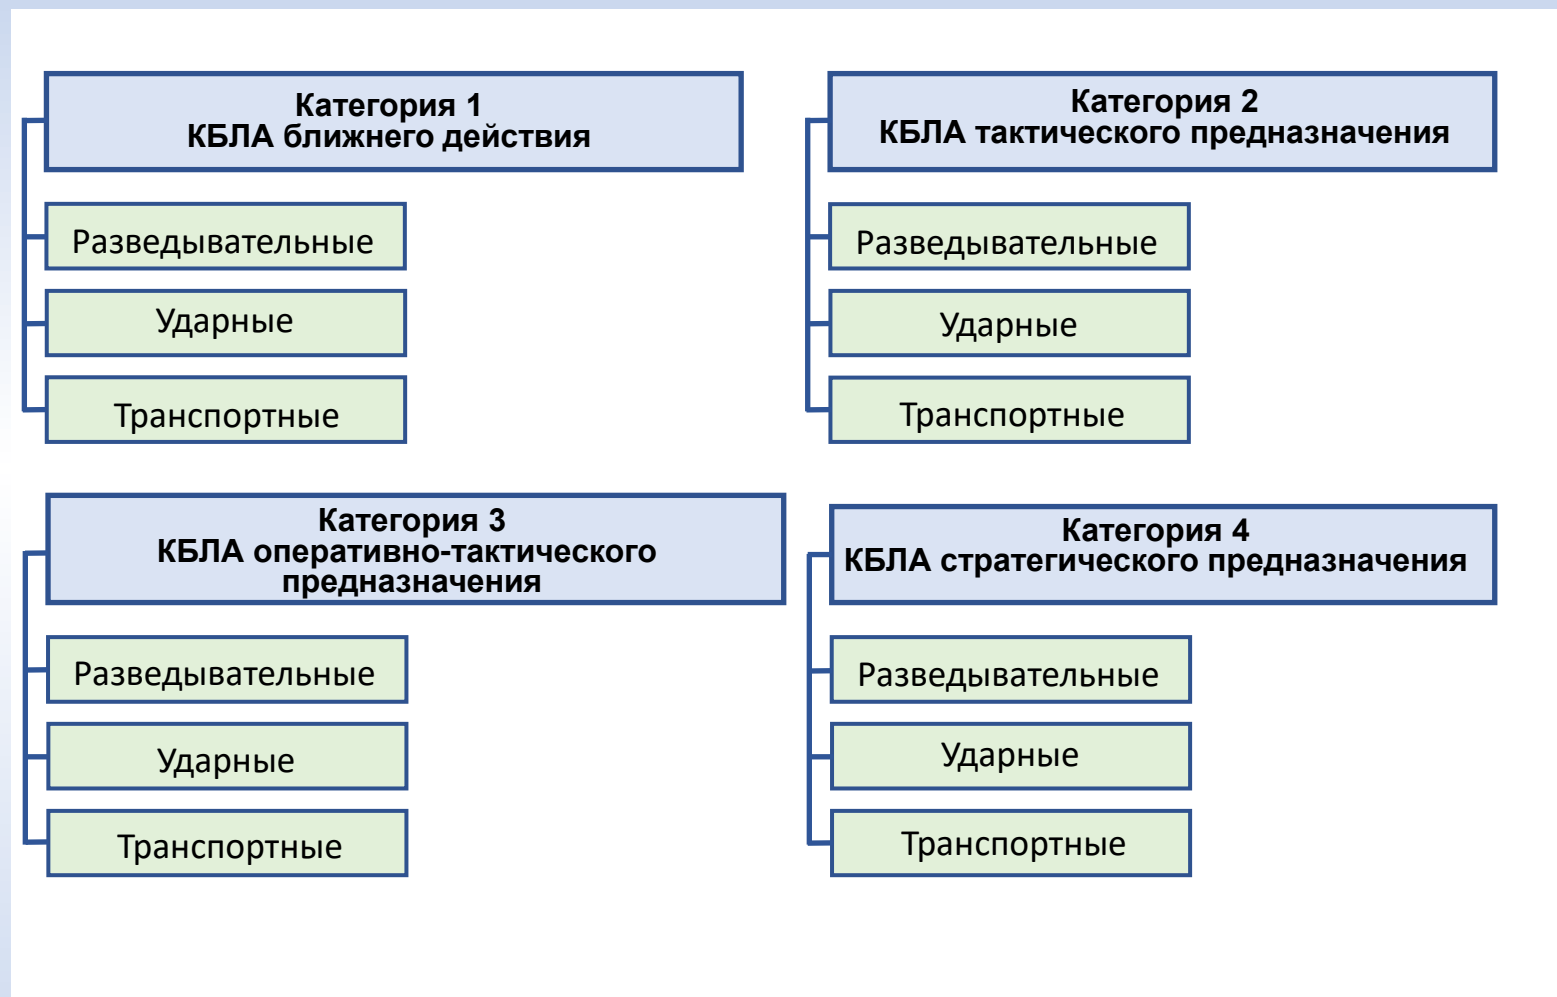 Категория 1
КБЛА ближнего действия
Разведывательные
Ударные
Транспортные
Категория 2
КБЛА тактического предназначения
Разведывательные
Ударные
Транспортные
Категория 3
КБЛА оперативно-тактического
предназначения
Разведывательные
Ударные
Транспортные
Категория 4
КБЛА стратегического предназначения
Разведывательные
Ударные
Транспортные